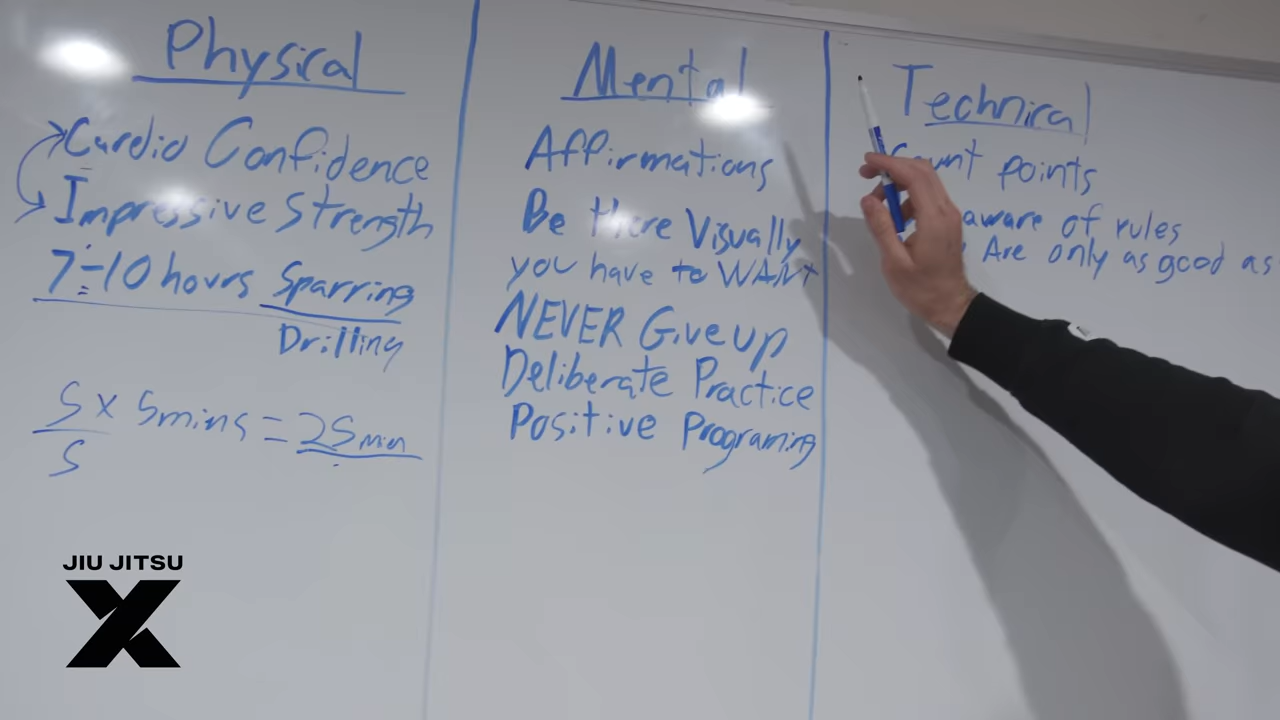 Physical
Cardio Confidence
Impressive Strength
7-10 hours Sparring
Drilling
5 x 5mins = 25min
5
Mental
Affirmations
Be there Visually
you have to WANT
NEVER Give up
Deliberate Practice
Positive Programing
Technical
Count points
aware of rules
Are only as good as
JIU JITSU
X